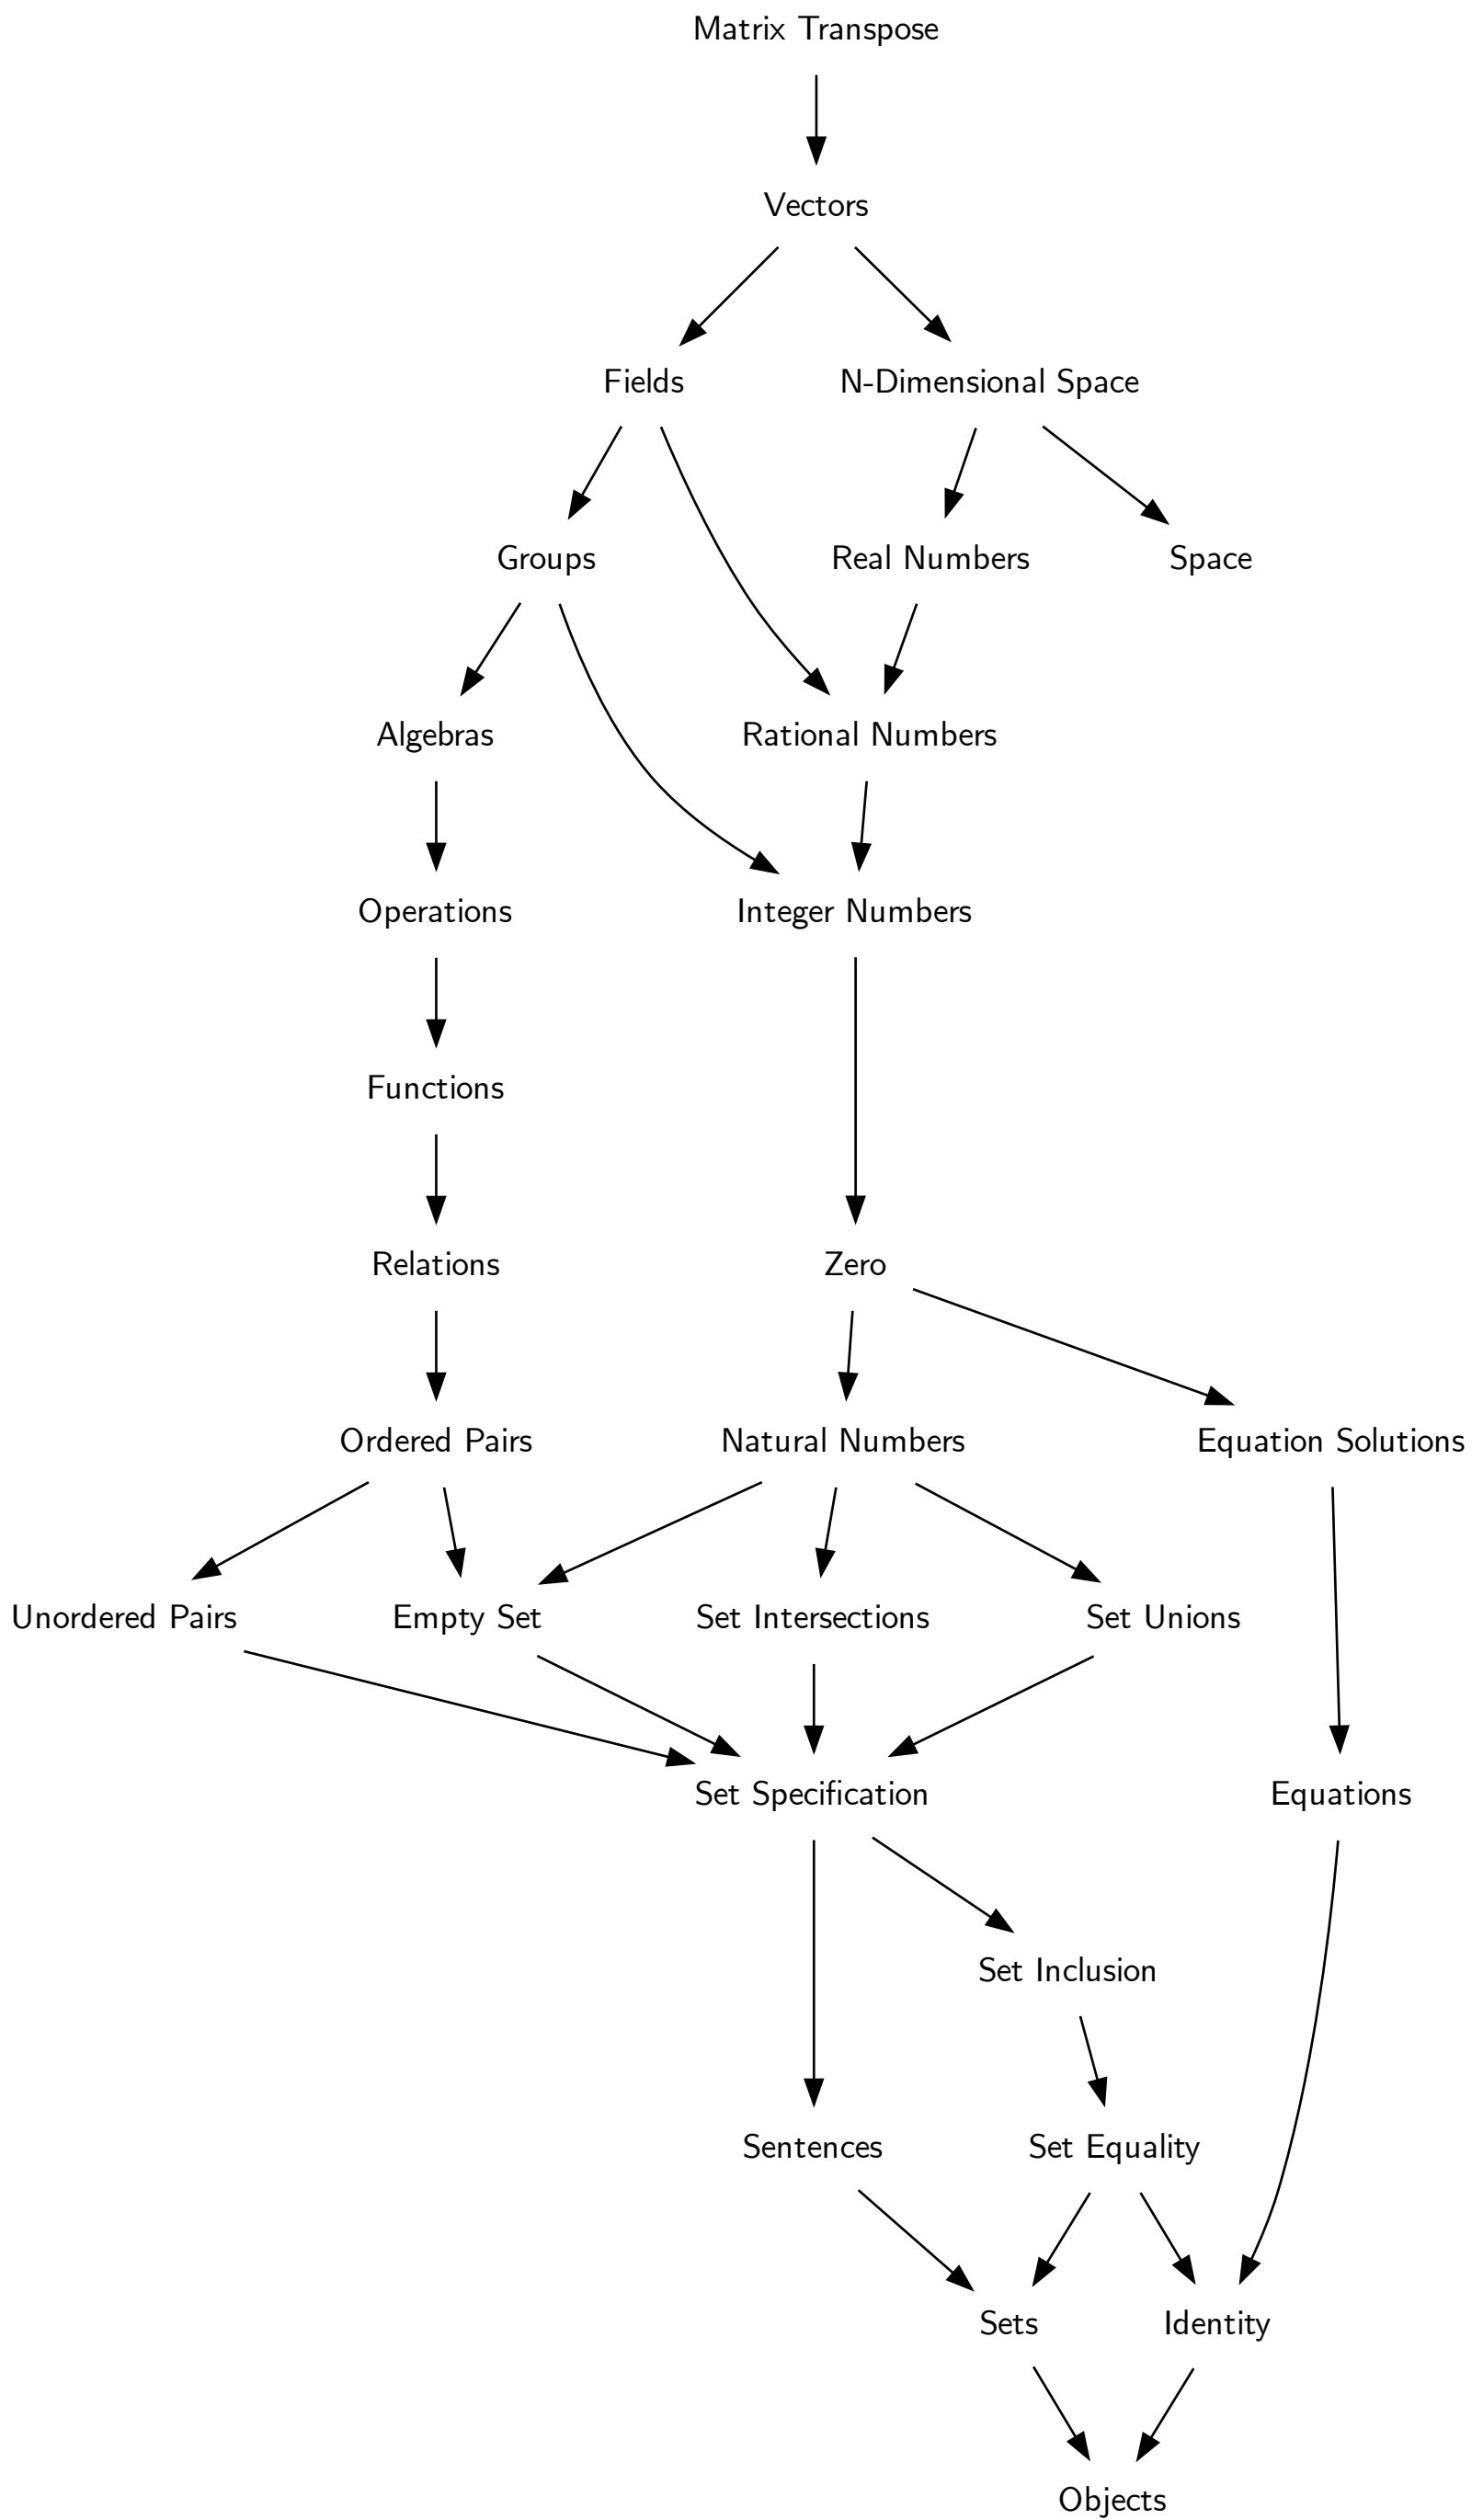 Matrix Transpose
Vectors
Fields
N-Dimensional Space
Groups
Real Numbers
Space
Algebras
Rational Numbers
Operations
Integer Numbers
Functions
Relations
Zero
Ordered Pairs
Natural Numbers
Equation Solutions
Unordered Pairs
Empty Set
Set Intersections
Set Unions
Set Specification
Equations
Set Inclusion
Sentences
Set Equality
Sets
Identity
Objects